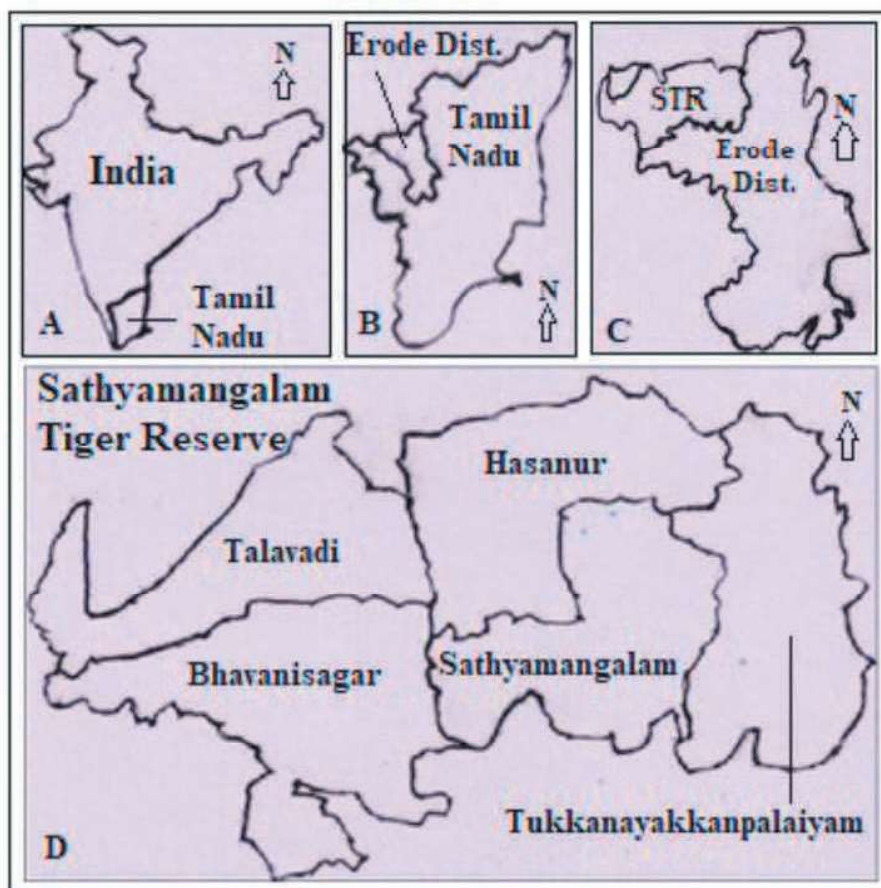 N
India
Tamil
Nadu
A
Erode Dist.
Tamil
Nadu
N
B
STR
N
Erode
Dist.
C
Sathyamangalam
Tiger Reserve
N
Hasanur
Talavadi
Bhavanisagar
Sathyamangalam
Tukkanayakkanpalaiyam
D